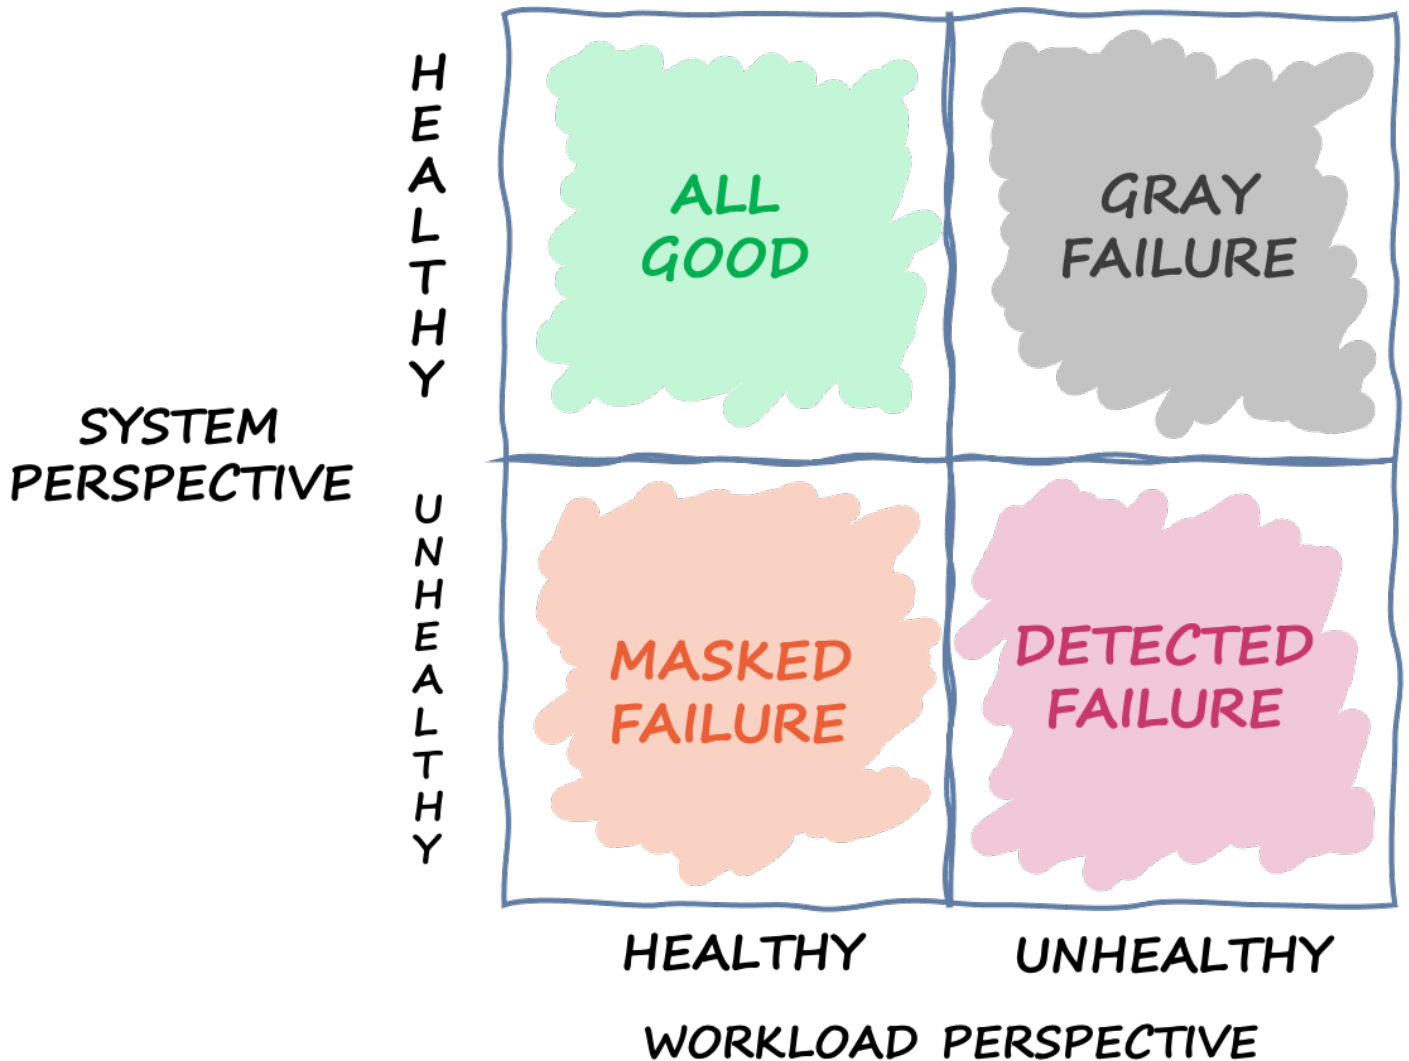 HEALTHY
ALL
GOOD
GRAY
FAILURE
SYSTEM
PERSPECTIVE
UNHEALTHY
MASKED
FAILURE
DETECTED
FAILURE
HEALTHY
UNHEALTHY
WORKLOAD PERSPECTIVE